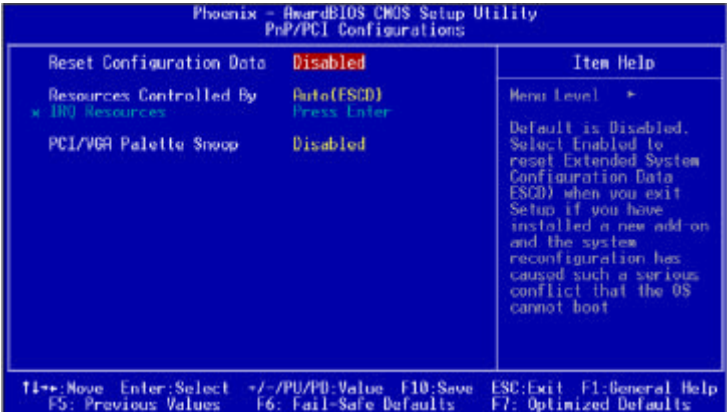 Phoenix - AwardBIOS CMOS Setup Utility
PnP/PCI Configurations
Reset Configuration Data Disabled
Resources Controlled By Auto(ESCD)
x IRQ Resources Press Enter
PCI/VGA Palette Snoop Disabled
Item Help
Menu Level ►
Default is Disabled.
Select Enabled to
reset Extended System
Configuration Data
ESCD) when you exit
Setup if you have
installed a new add-on
and the system
reconfiguration has
caused such a serious
conflict that the OS
cannot boot
↑↓→←:Move Enter:Select +/-/PU/PD:Value F10:Save ESC:Exit F1:General Help
F5: Previous Values F6: Fail-Safe Defaults F7: Optimized Defaults